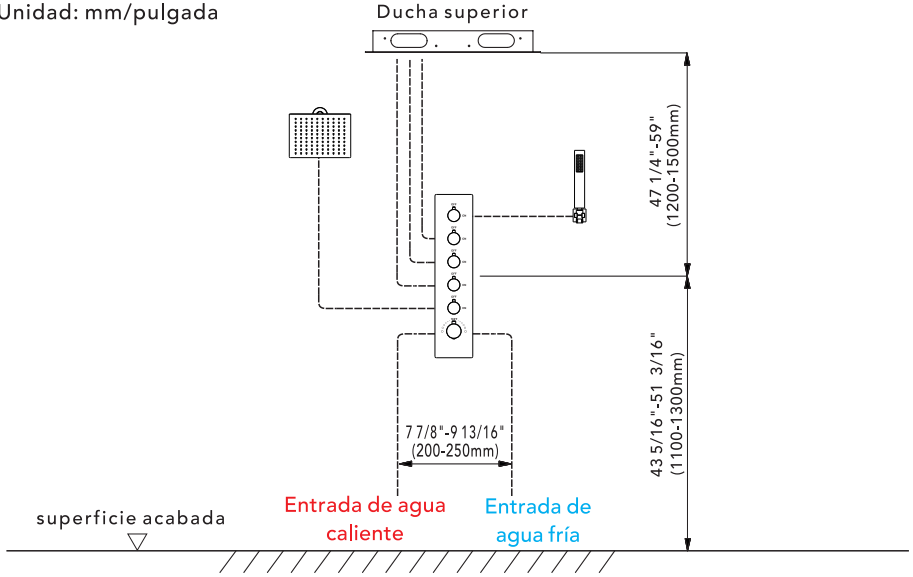 Unidad: mm/pulgada
Ducha superior
47 1/4"-59"
(1200-1500mm)
43 5/16"-51 3/16"
(1100-1300mm)
7 7/8"-9 13/16"
(200-250mm)
Entrada de agua
caliente
Entrada de
agua fría
superficie acabada